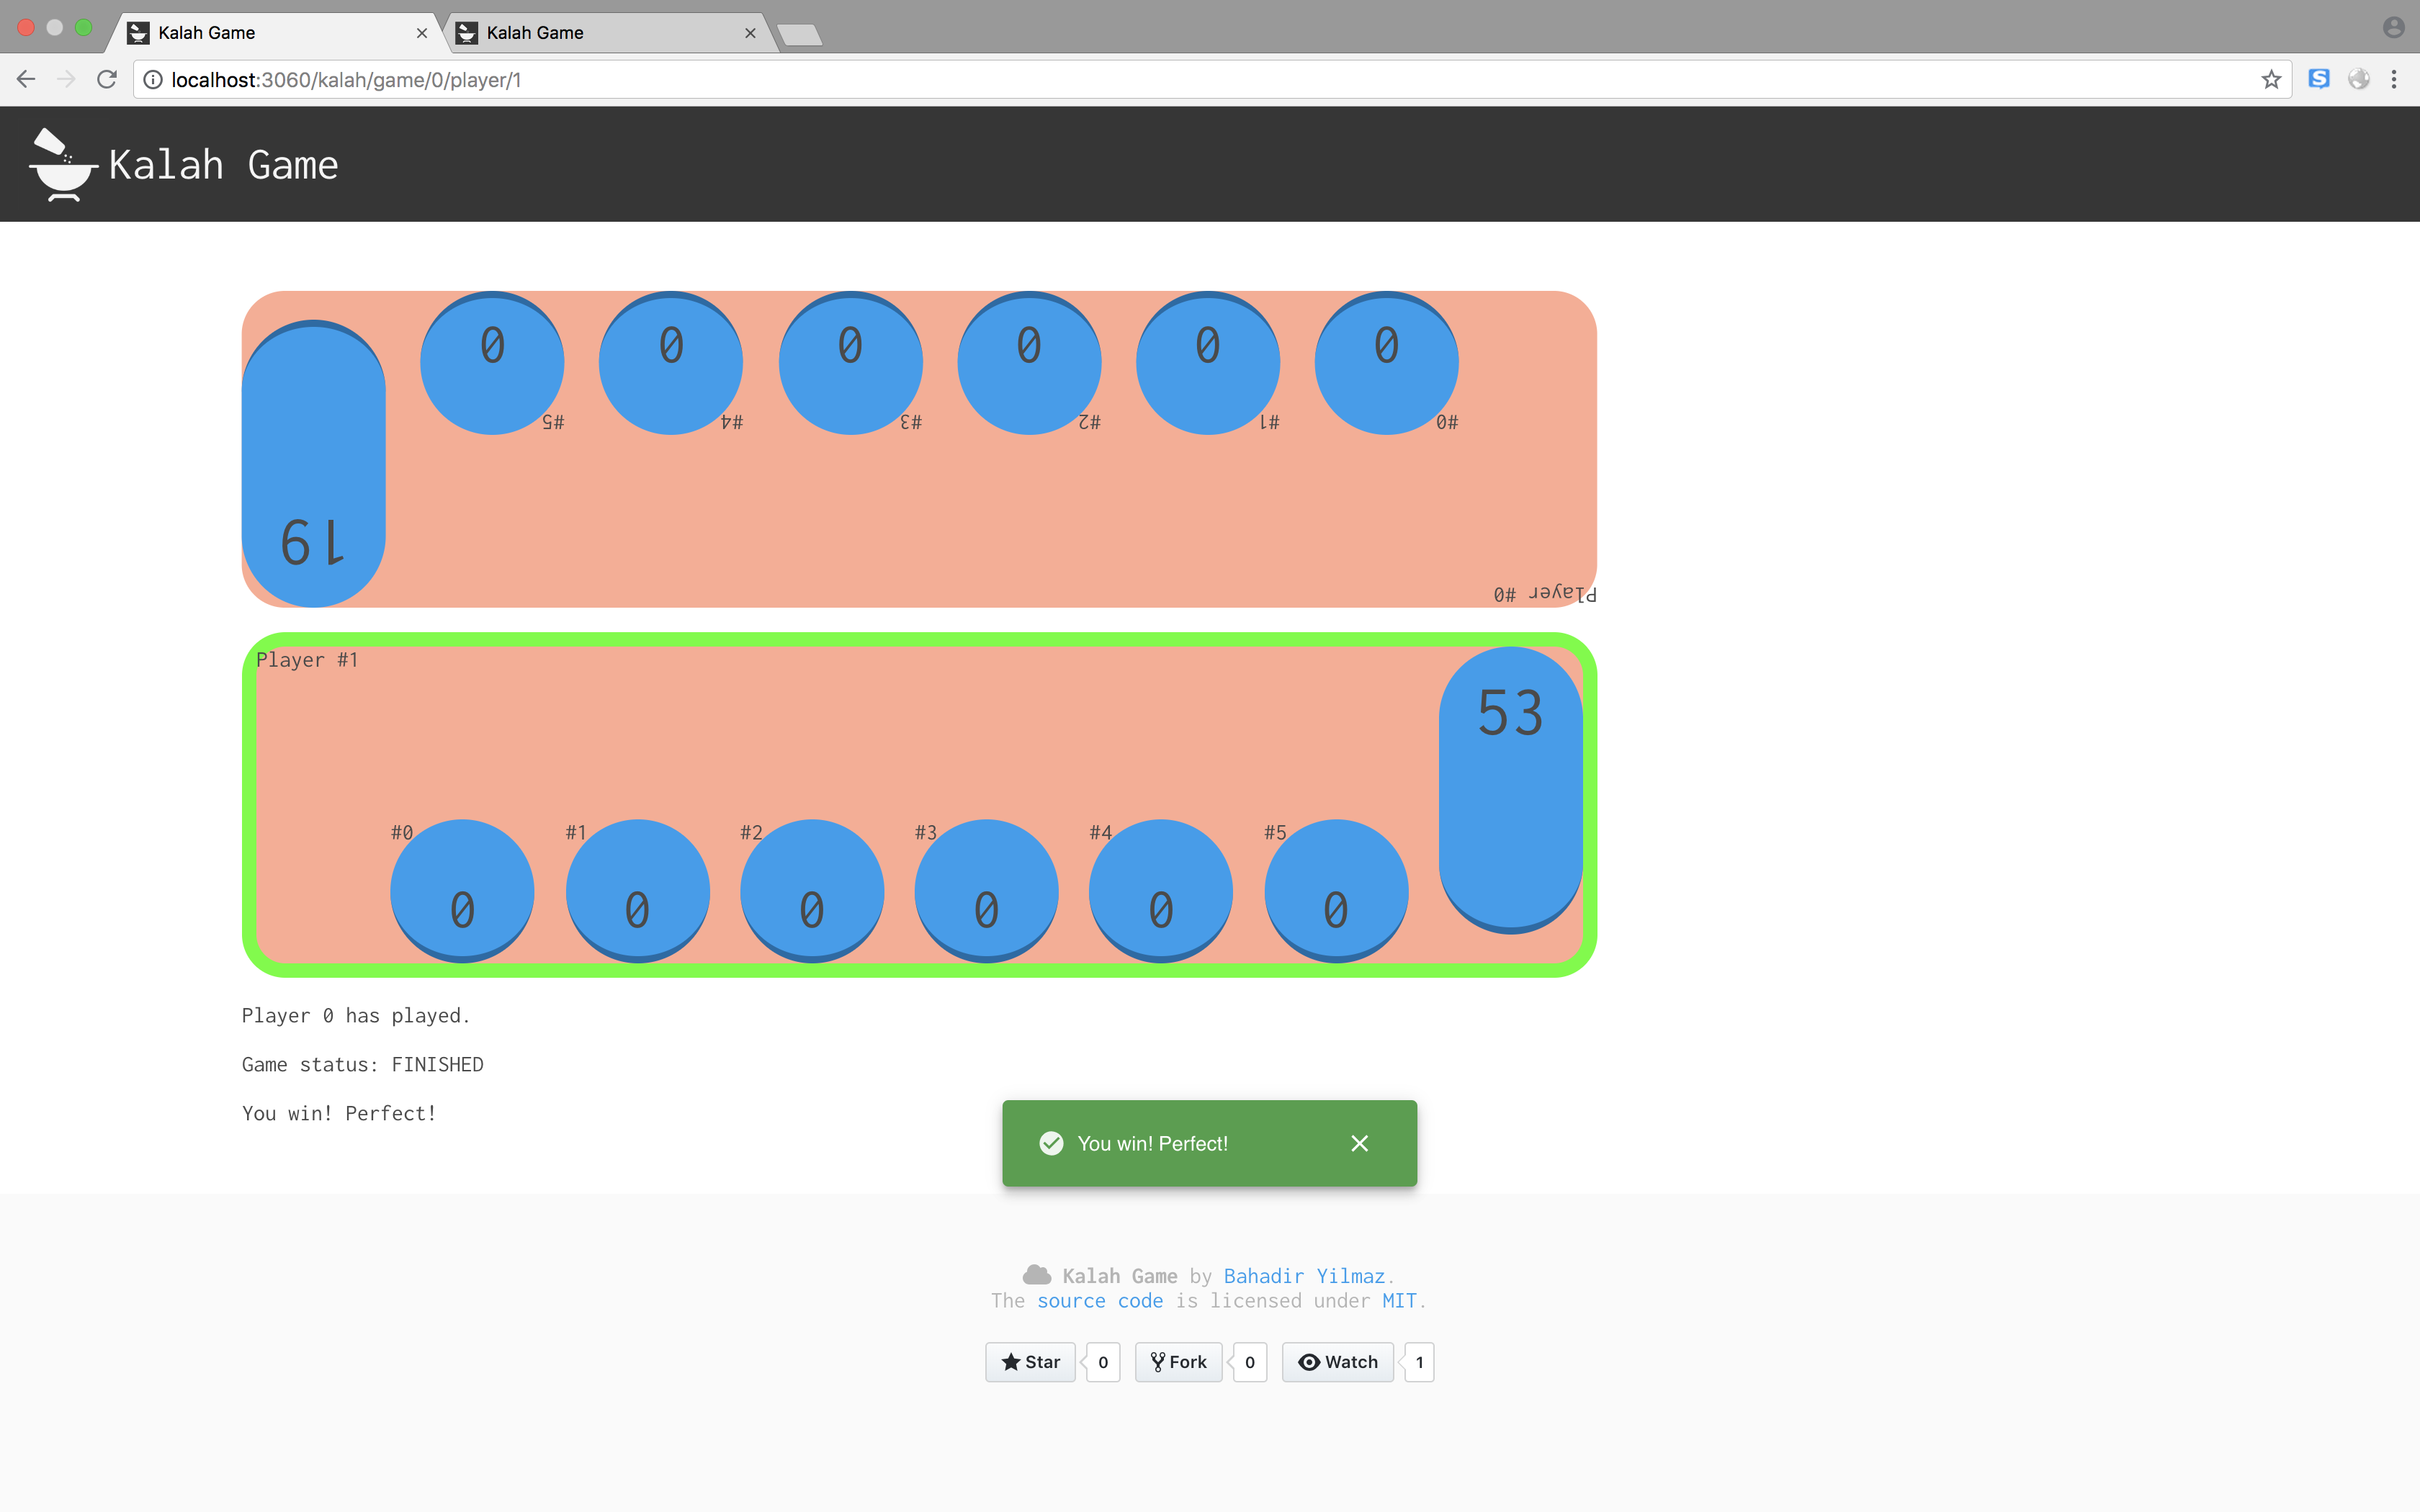 Kalah Game
Kalah Game
localhost:3060/kalah/game/0/player/1
Kalah Game
0 0 0 0 0 0
#5 #4 #3 #2 #1 #0
19
Player #0
Player #1
53
#0 #1 #2 #3 #4 #5
0 0 0 0 0 0
Player 0 has played.
Game status: FINISHED
You win! Perfect!
You win! Perfect!
Kalah Game by Bahadir Yilmaz.
The source code is licensed under MIT.
Star 0 Fork 0 Watch 1